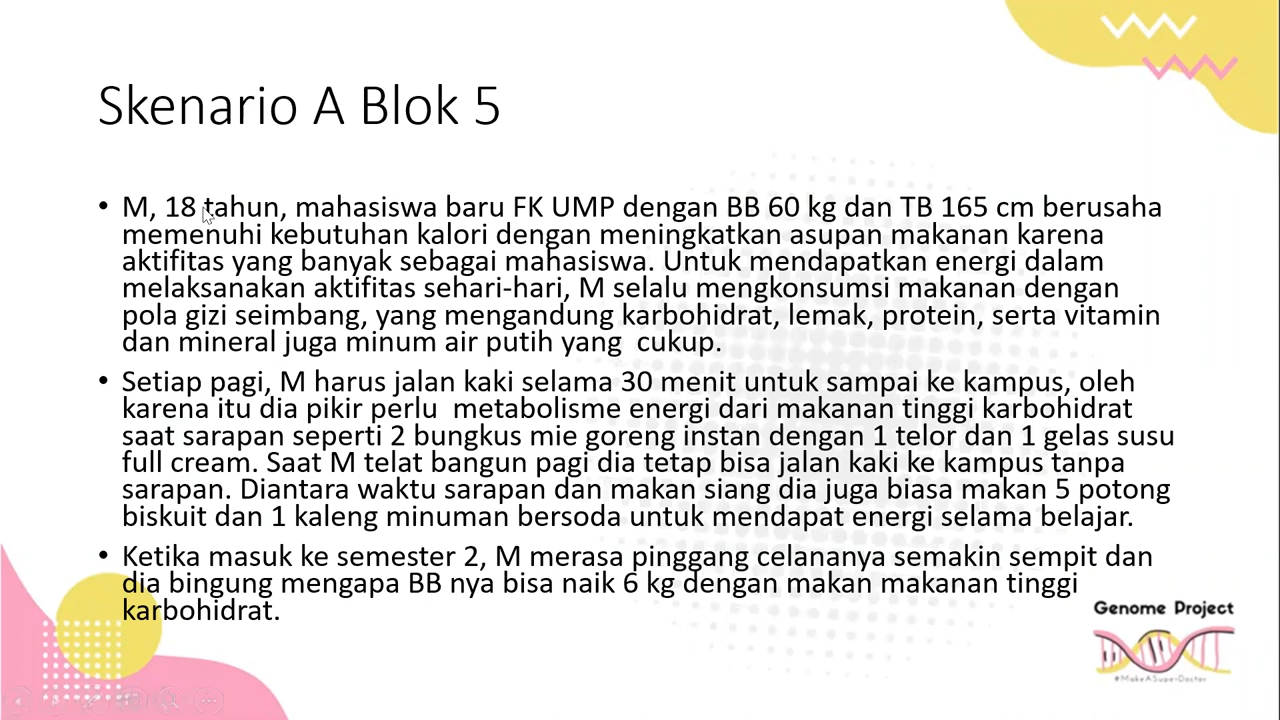 Skenario A Blok 5
• M, 18 tahun, mahasiswa baru FK UMP dengan BB 60 kg dan TB 165 cm berusaha
memenuhi kebutuhan kalori dengan meningkatkan asupan makanan karena
aktifitas yang banyak sebagai mahasiswa. Untuk mendapatkan energi dalam
melaksanakan aktifitas sehari-hari, M selalu mengkonsumsi makanan dengan
pola gizi seimbang, yang mengandung karbohidrat, lemak, protein, serta vitamin
dan mineral juga minum air putih yang  cukup.
• Setiap pagi, M harus jalan kaki selama 30 menit untuk sampai ke kampus, oleh
karena itu dia pikir perlu  metabolisme energi dari makanan tinggi karbohidrat
saat sarapan seperti 2 bungkus mie goreng instan dengan 1 telor dan 1 gelas susu
full cream. Saat M telat bangun pagi dia tetap bisa jalan kaki ke kampus tanpa
sarapan. Diantara waktu sarapan dan makan siang dia juga biasa makan 5 potong
biskuit dan 1 kaleng minuman bersoda untuk mendapat energi selama belajar.
• Ketika masuk ke semester 2, M merasa pinggang celananya semakin sempit dan
dia bingung mengapa BB nya bisa naik 6 kg dengan makan makanan tinggi
karbohidrat.
Genome Project
#MakeASuperDoctor